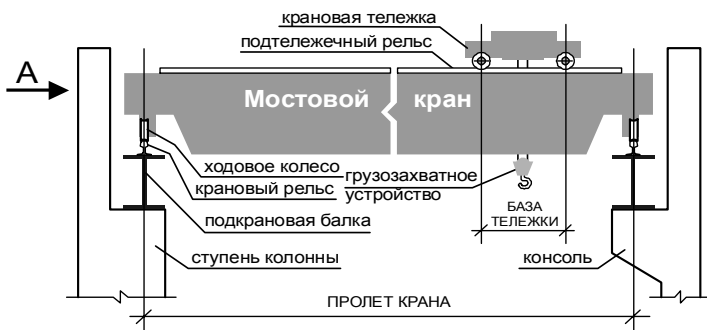 крановая тележка
подтележечный рельс
А
Мостовой кран
ходовое колесо
крановый рельс
грузозахватное
устройство
подкрановая балка
БАЗА
ТЕЛЕЖКИ
ступень колонны
консоль
ПРОЛЕТ КРАНА